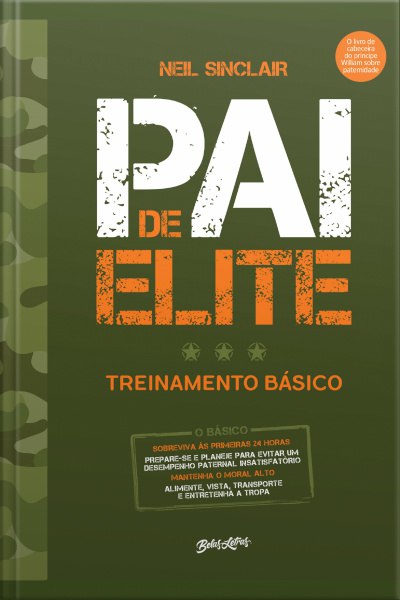 O livro de
cabeceira
do príncipe
William sobre
paternidade
NEIL SINCLAIR
PAI
DE
ELITE
TREINAMENTO BÁSICO
O BÁSICO
SOBREVIVA ÀS PRIMEIRAS 24 HORAS
PREPARE-SE E PLANEJE PARA EVITAR UM
DESEMPENHO PATERNAL INSATISFATÓRIO
MANTENHA O MORAL ALTO
ALIMENTE, VISTA, TRANSPORTE
E ENTRETENHA A TROPA
Belas Letras